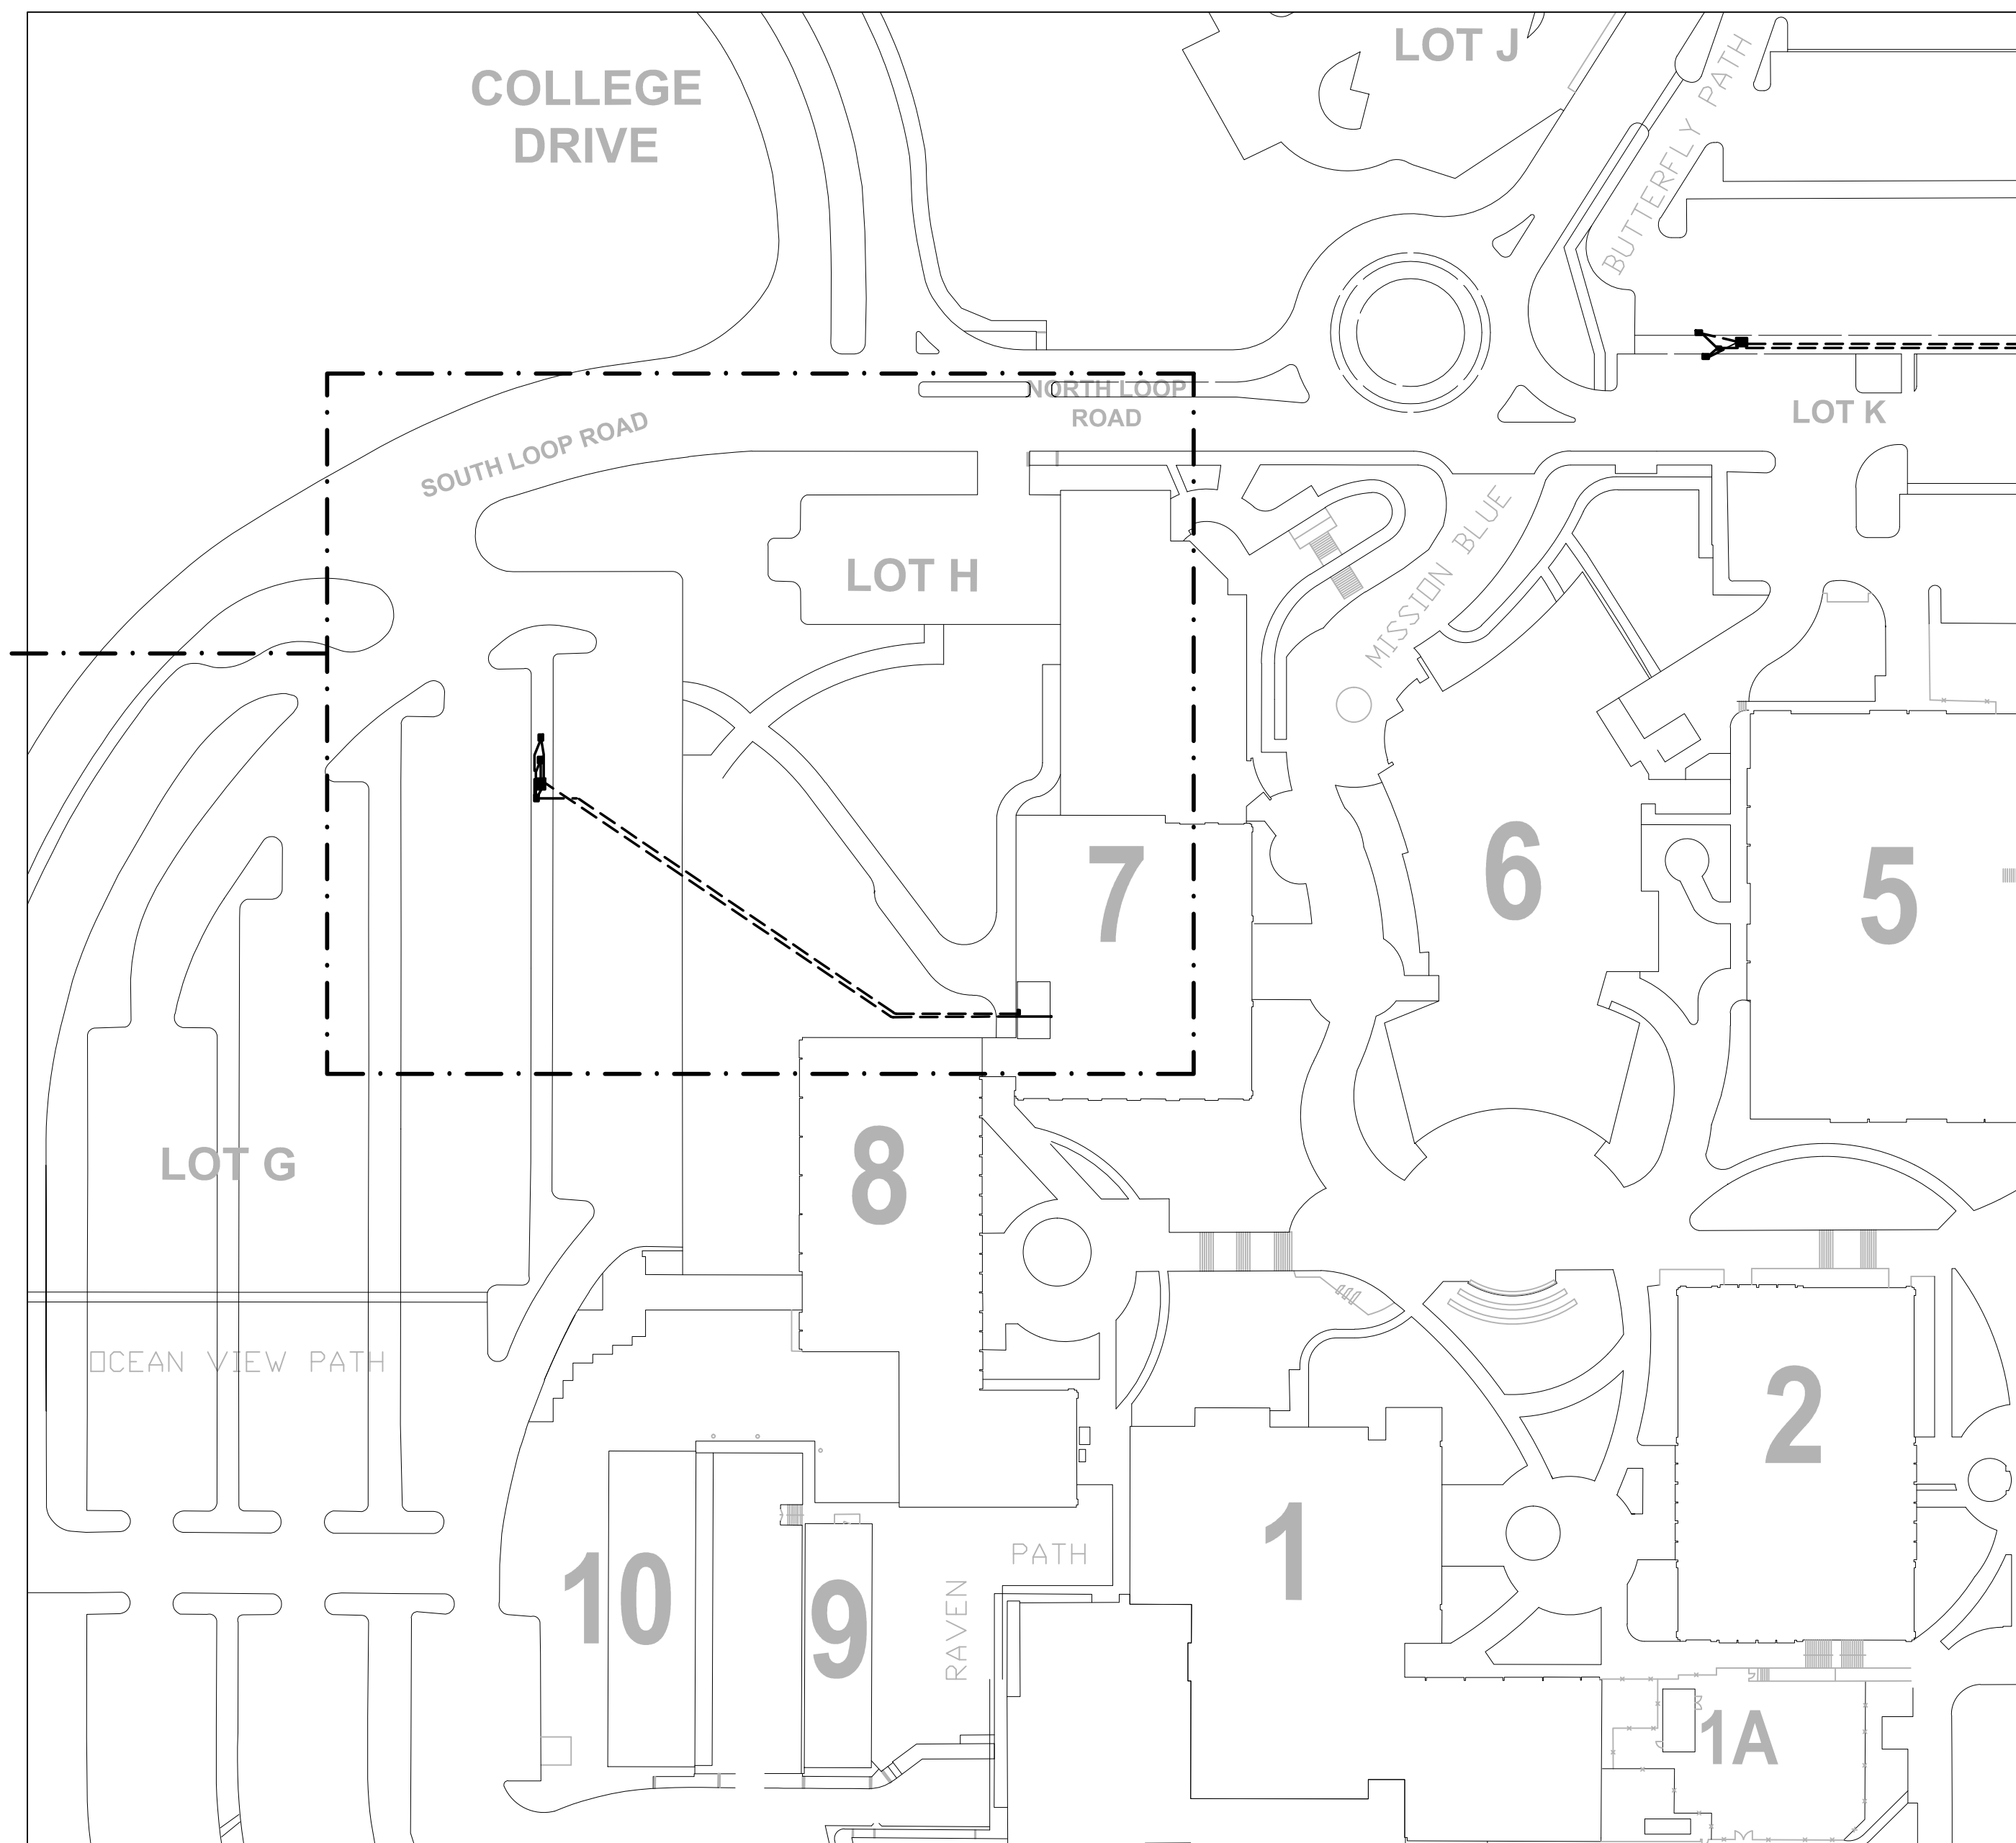 COLLEGE
DRIVE
LOT J
BUTTERFLY PATH
NORTH LOOP
ROAD
LOT K
SOUTH LOOP ROAD
LOT H
MISSION BLUE
7
6
5
LOT G
8
OCEAN VIEW PATH
2
10
9
RAVEN
PATH
1
1A